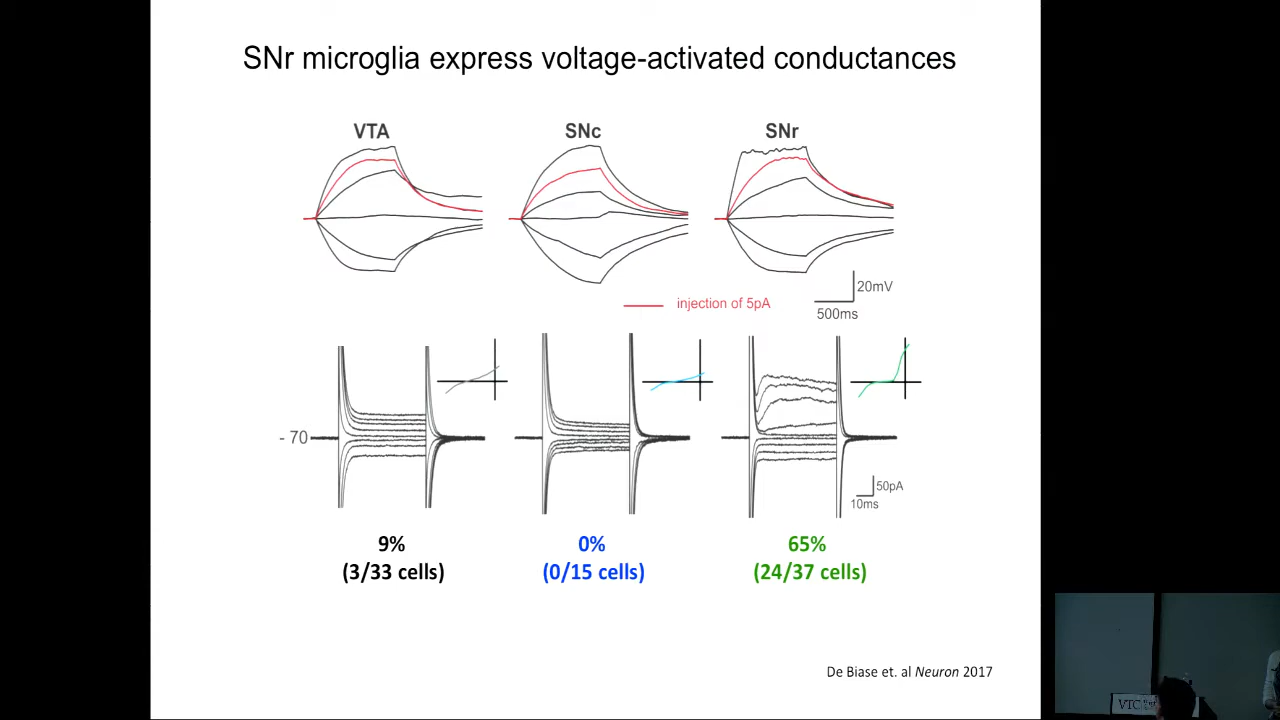 SNr microglia express voltage-activated conductances
VTA
SNc
SNr
injection of 5pA
20mV
500ms
- 70
50pA
10ms
9%
(3/33 cells)
0%
(0/15 cells)
65%
(24/37 cells)
De Biase et. al Neuron 2017
VTC